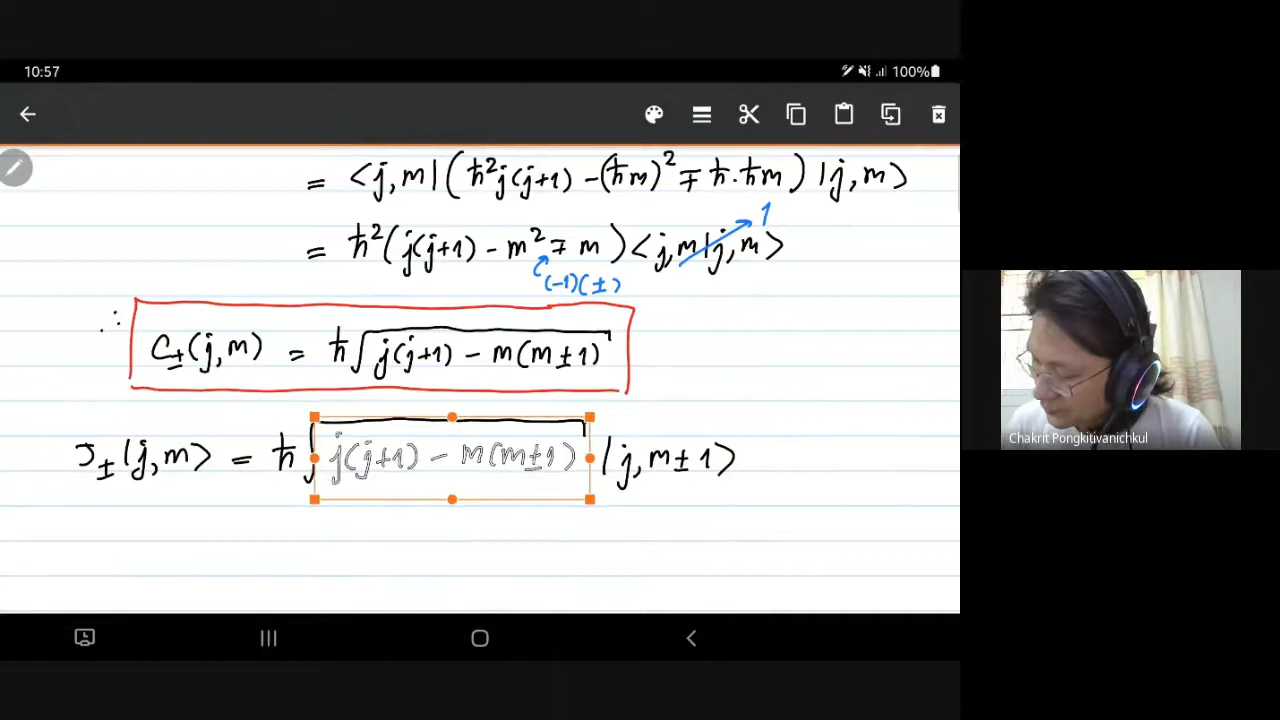 10:57 100%
= <j,m|(ħ²j(j+1) - (ħm)² ∓ ħ·ħm)|j,m>
1
= ħ²(j(j+1) - m² ∓ m)<j,m|j,m>
(-1)(±)
∴ C±(j,m) = ħ√j(j+1) - m(m±1)
J±|j,m> = ħ√j(j+1) - m(m±1) |j,m±1>
Chakrit Pongkitivanichkul